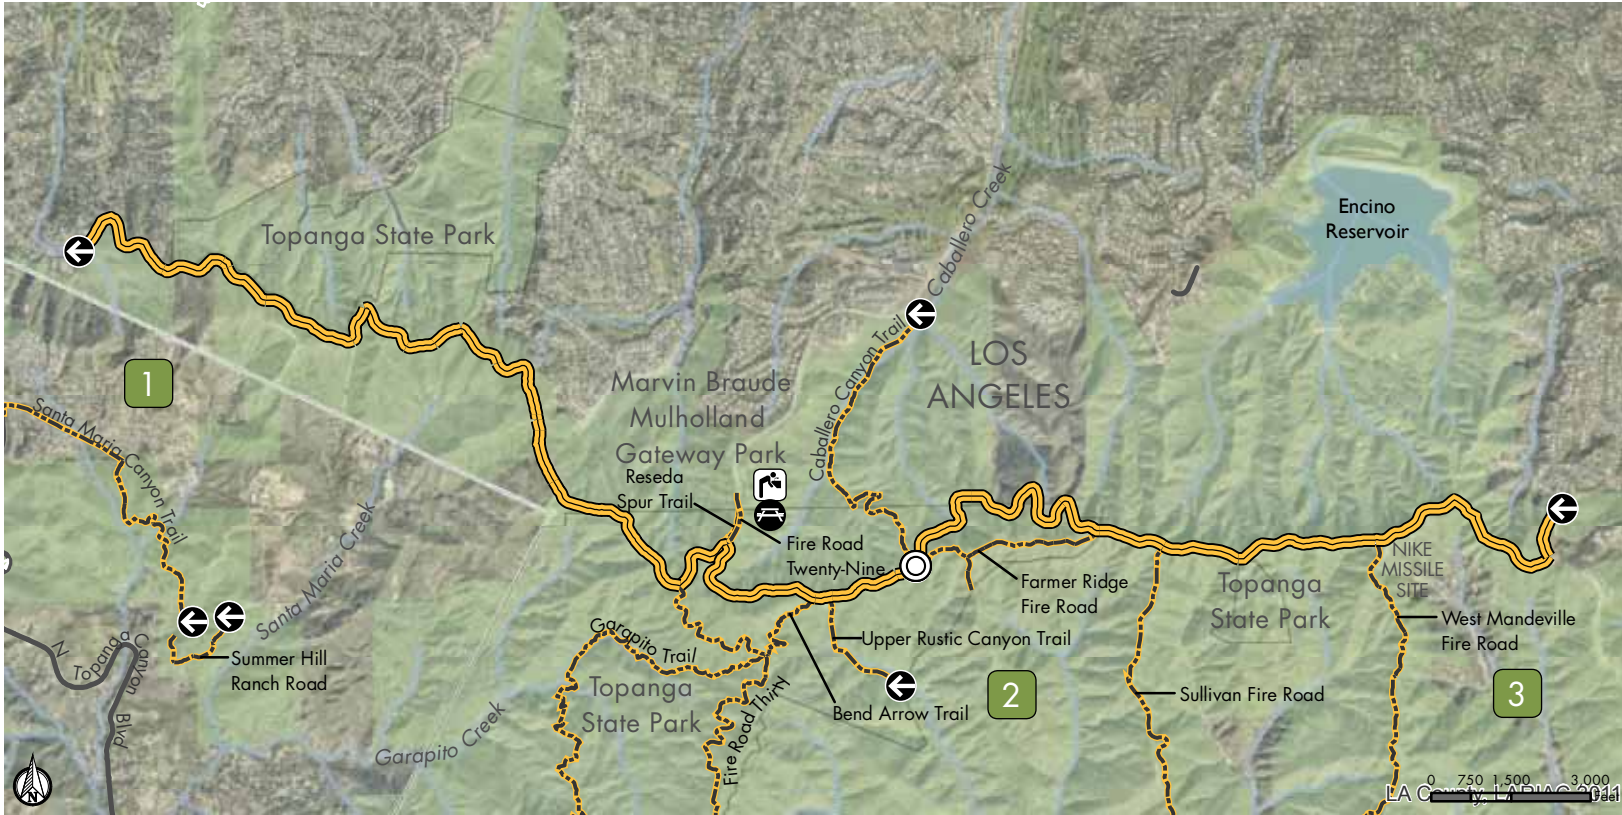 Topanga State Park
Encino
Reservoir
Caballero Creek
Caballero Canyon Trail
LOS
ANGELES
1
Marvin Braude
Mulholland
Gateway Park
Reseda
Spur Trail
Santa Maria Canyon Trail
Santa Maria Creek
Fire Road
Twenty-Nine
Farmer Ridge
Fire Road
NIKE
MISSILE
SITE
Topanga
State Park
West Mandeville
Fire Road
Garapito Trail
Upper Rustic Canyon Trail
N Topanga Canyon Blvd
Summer Hill
Ranch Road
Topanga
State Park
Fire Road Thirty
Bend Arrow Trail
2
Sullivan Fire Road
3
Garapito Creek
N
0 750 1,500 3,000
Feet
LA County, LARIAC 2011